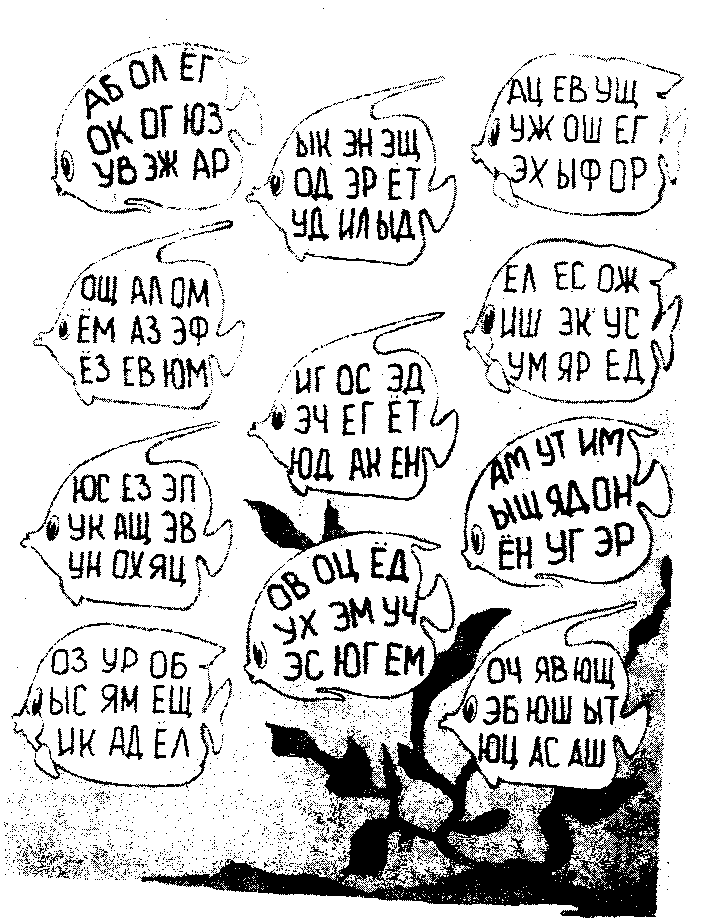 АБ ОЛ ЁГ
ОК ОГ ЮЗ
УВ ЭЖ АР
ЫК ЭН ЭЩ
ОД ЭР ЕТ
УД ИЛ ЫД
АЦ ЕВ УЩ
УЖ ОШ ЕГ
ЭХ ЫФ ОР
ОЩ АЛ ОМ
ЁМ АЗ ЭФ
ЁЗ ЕВ ЮМ
ЕЛ ЕС ОЖ
ИШ ЭК УС
УМ ЯР ЕД
ИГ ОС ЭД
ЭЧ ЕГ ЁТ
ЮД АК ЕН
ЮС ЕЗ ЭП
УК АЩ ЭВ
УН ОХ ЯЦ
АМ УТ ИМ
ЫЩ ЯД ОН
ЁН УГ ЭР
ОВ ОЦ ЁД
УХ ЭМ УЧ
ЭС ЮГ ЕМ
ОЗ УР ОБ
ЫС ЯМ ЕЩ
ИК АД ЁЛ
ОЧ ЯВ ЮЩ
ЭБ ЮШ ЫТ
ЮЦ АС АШ